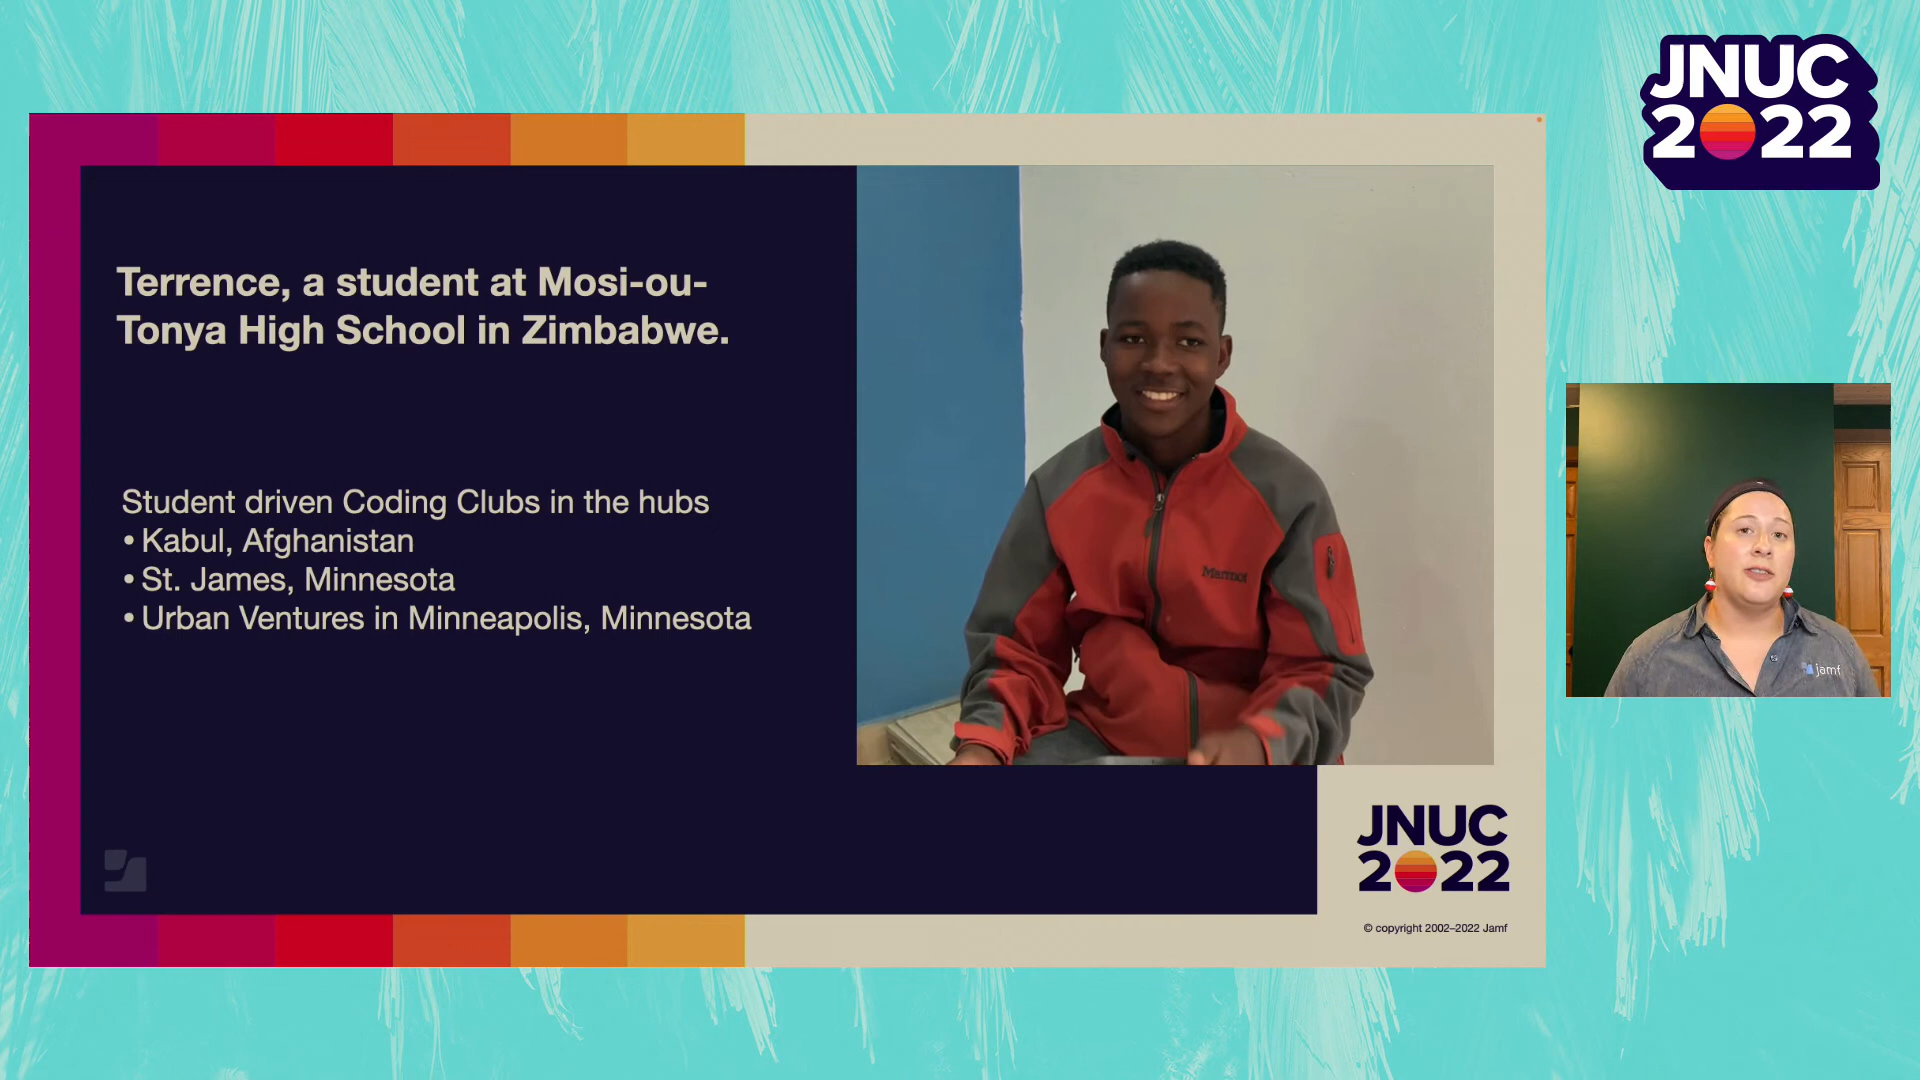 JNUC
2022
Terrence, a student at Mosi-ou-
Tonya High School in Zimbabwe.
Student driven Coding Clubs in the hubs
• Kabul, Afghanistan
• St. James, Minnesota
• Urban Ventures in Minneapolis, Minnesota
Marmot
jamf
JNUC
2022
© copyright 2002–2022 Jamf